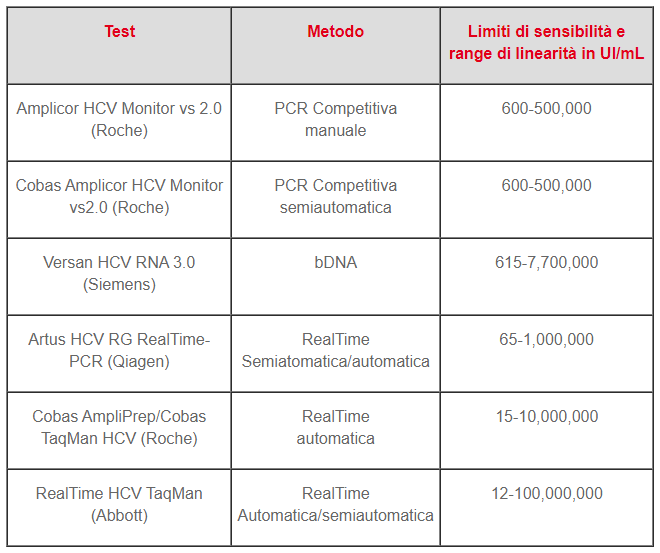 Test
Metodo
Limiti di sensibilità e
range di linearità in UI/mL
Amplicor HCV Monitor vs 2.0
(Roche)
PCR Competitiva
manuale
600-500,000
Cobas Amplicor HCV Monitor
vs2.0 (Roche)
PCR Competitiva
semiautomatica
600-500,000
Versan HCV RNA 3.0
(Siemens)
bDNA
615-7,700,000
Artus HCV RG RealTime-
PCR (Qiagen)
RealTime
Semiatomatica/automatica
65-1,000,000
Cobas AmpliPrep/Cobas
TaqMan HCV (Roche)
RealTime
automatica
15-10,000,000
RealTime HCV TaqMan
(Abbott)
RealTime
Automatica/semiautomatica
12-100,000,000